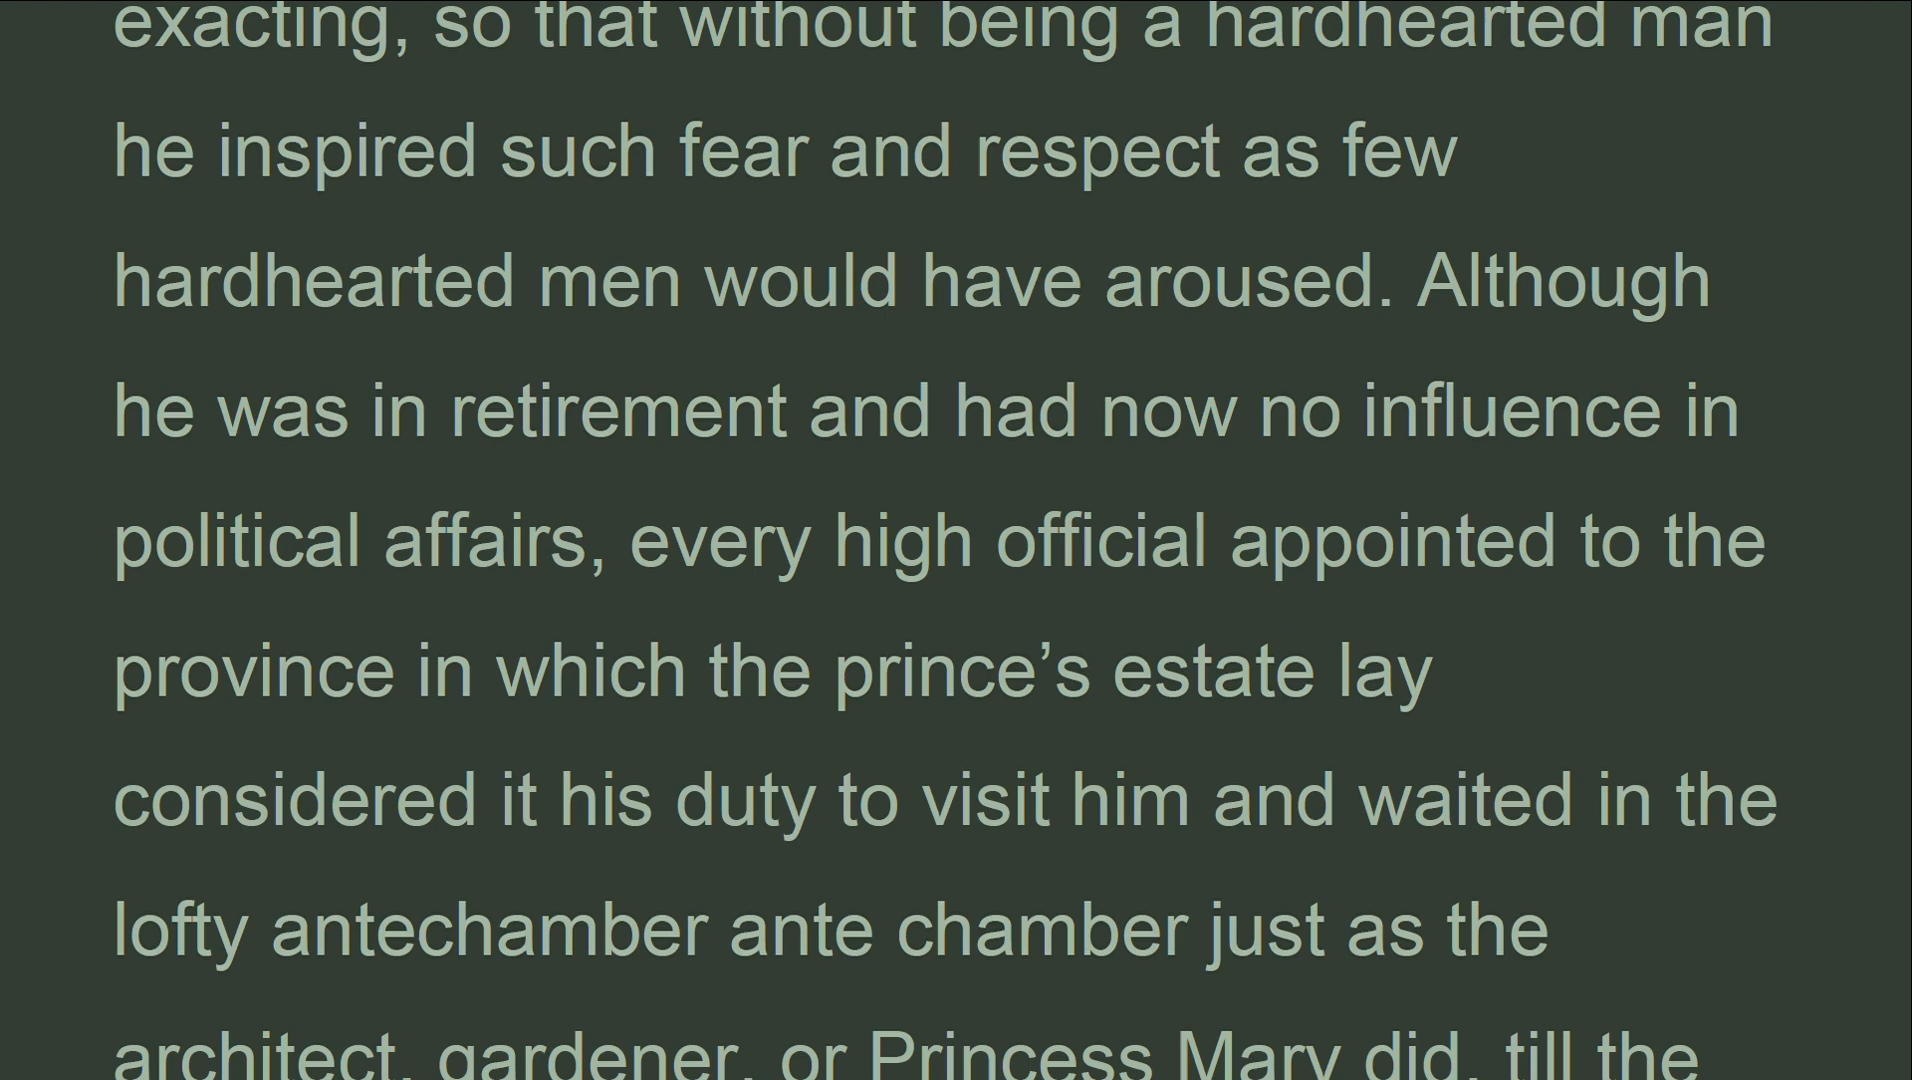 exacting, so that without being a hardhearted man
he inspired such fear and respect as few
hardhearted men would have aroused. Although
he was in retirement and had now no influence in
political affairs, every high official appointed to the
province in which the prince’s estate lay
considered it his duty to visit him and waited in the
lofty antechamber ante chamber just as the
architect, gardener, or Princess Mary did, till the